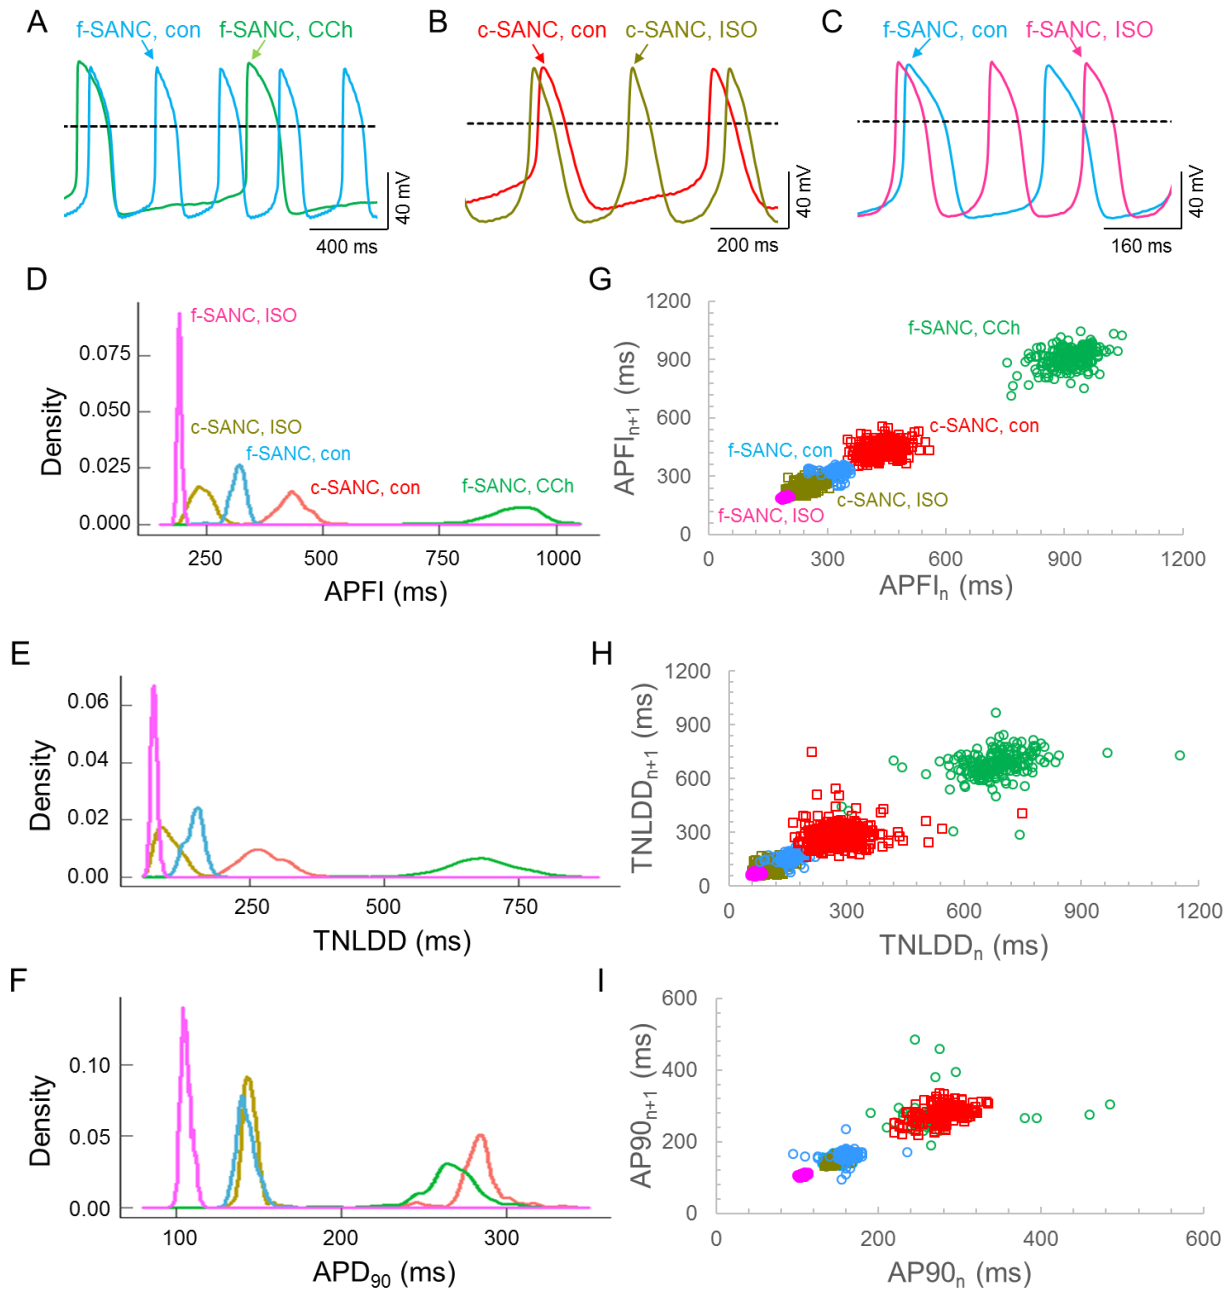 A
f-SANC, con
f-SANC, CCh
40 mV
400 ms
B
c-SANC, con
c-SANC, ISO
40 mV
200 ms
C
f-SANC, con
f-SANC, ISO
40 mV
160 ms
D
f-SANC, ISO
c-SANC, ISO
f-SANC, con
c-SANC, con
f-SANC, CCh
Density
0.075
0.050
0.025
0.000
250
500
750
1000
APFI (ms)
G
f-SANC, CCh
c-SANC, con
f-SANC, con
c-SANC, ISO
f-SANC, ISO
APFIn+1 (ms)
1200
900
600
300
0
0
300
600
900
1200
APFIn (ms)
E
Density
0.06
0.04
0.02
0.00
250
500
750
TNLDD (ms)
H
TNLDDn+1 (ms)
1200
900
600
300
0
0
300
600
900
1200
TNLDDn (ms)
F
Density
0.10
0.05
0.00
100
200
300
APD90 (ms)
I
AP90n+1 (ms)
600
400
200
0
0
200
400
600
AP90n (ms)